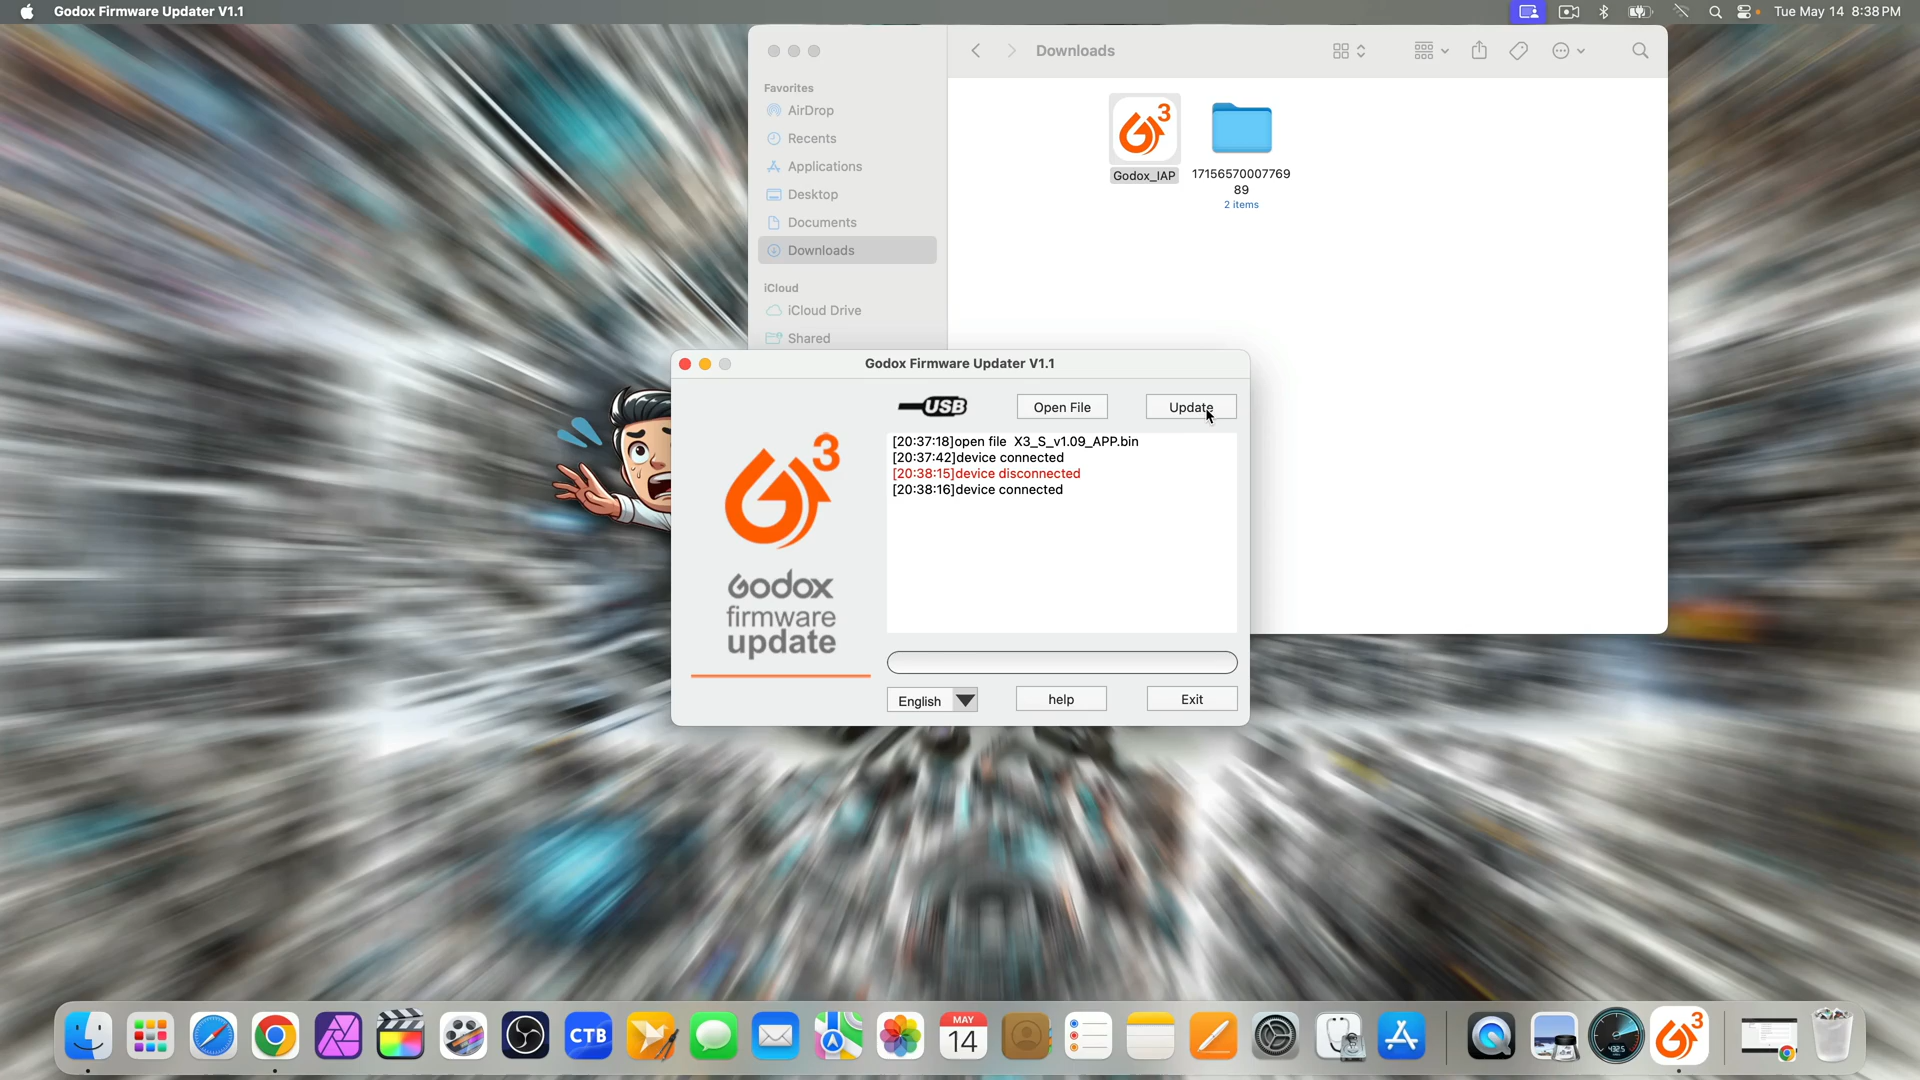 Godox Firmware Updater V1.1
Tue May 14 8:38 PM
Downloads
Favorites
AirDrop
Recents
Applications
Desktop
Documents
Downloads
iCloud
iCloud Drive
Shared
3
Godox_IAP
17156570007769
89
2 items
Godox Firmware Updater V1.1
USB
Open File
Update
[20:37:18]open file X3_S_v1.09_APP.bin
[20:37:42]device connected
[20:38:15]device disconnected
[20:38:16]device connected
3
Godox
firmware
update
English
help
Exit
CTB
MAY
14
3